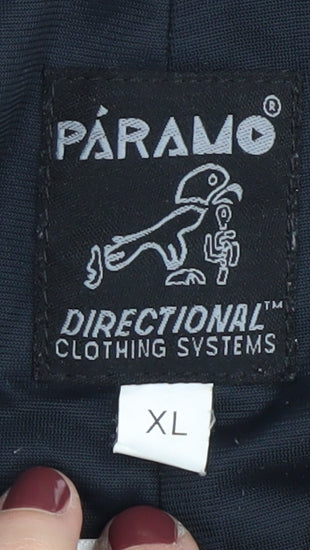 PÁRAMO®
DIRECTIONAL™
CLOTHING SYSTEMS
XL